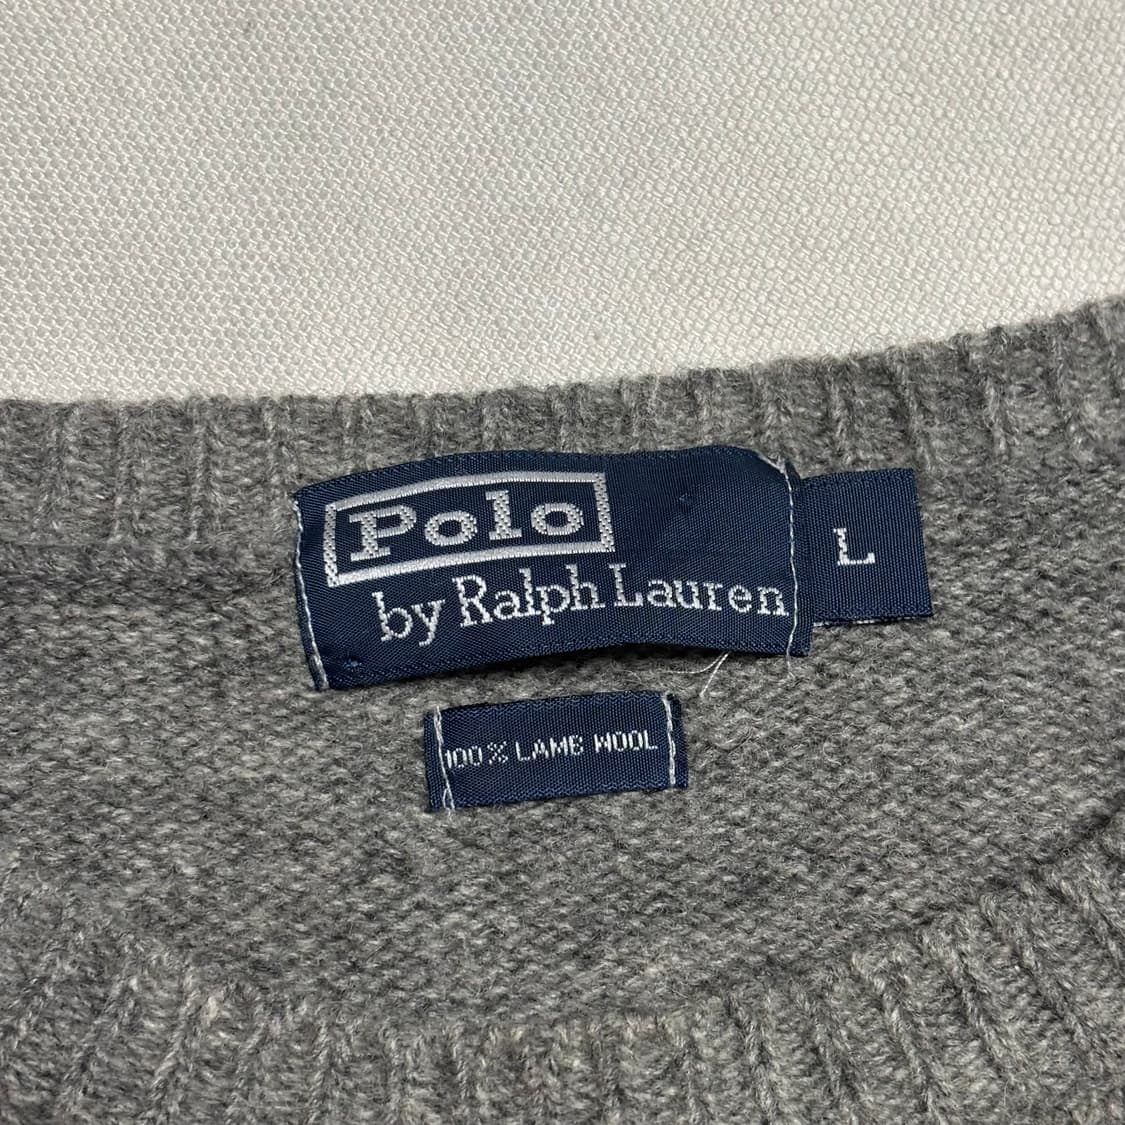 Polo
by Ralph Lauren
L
100% LAMB WOOL